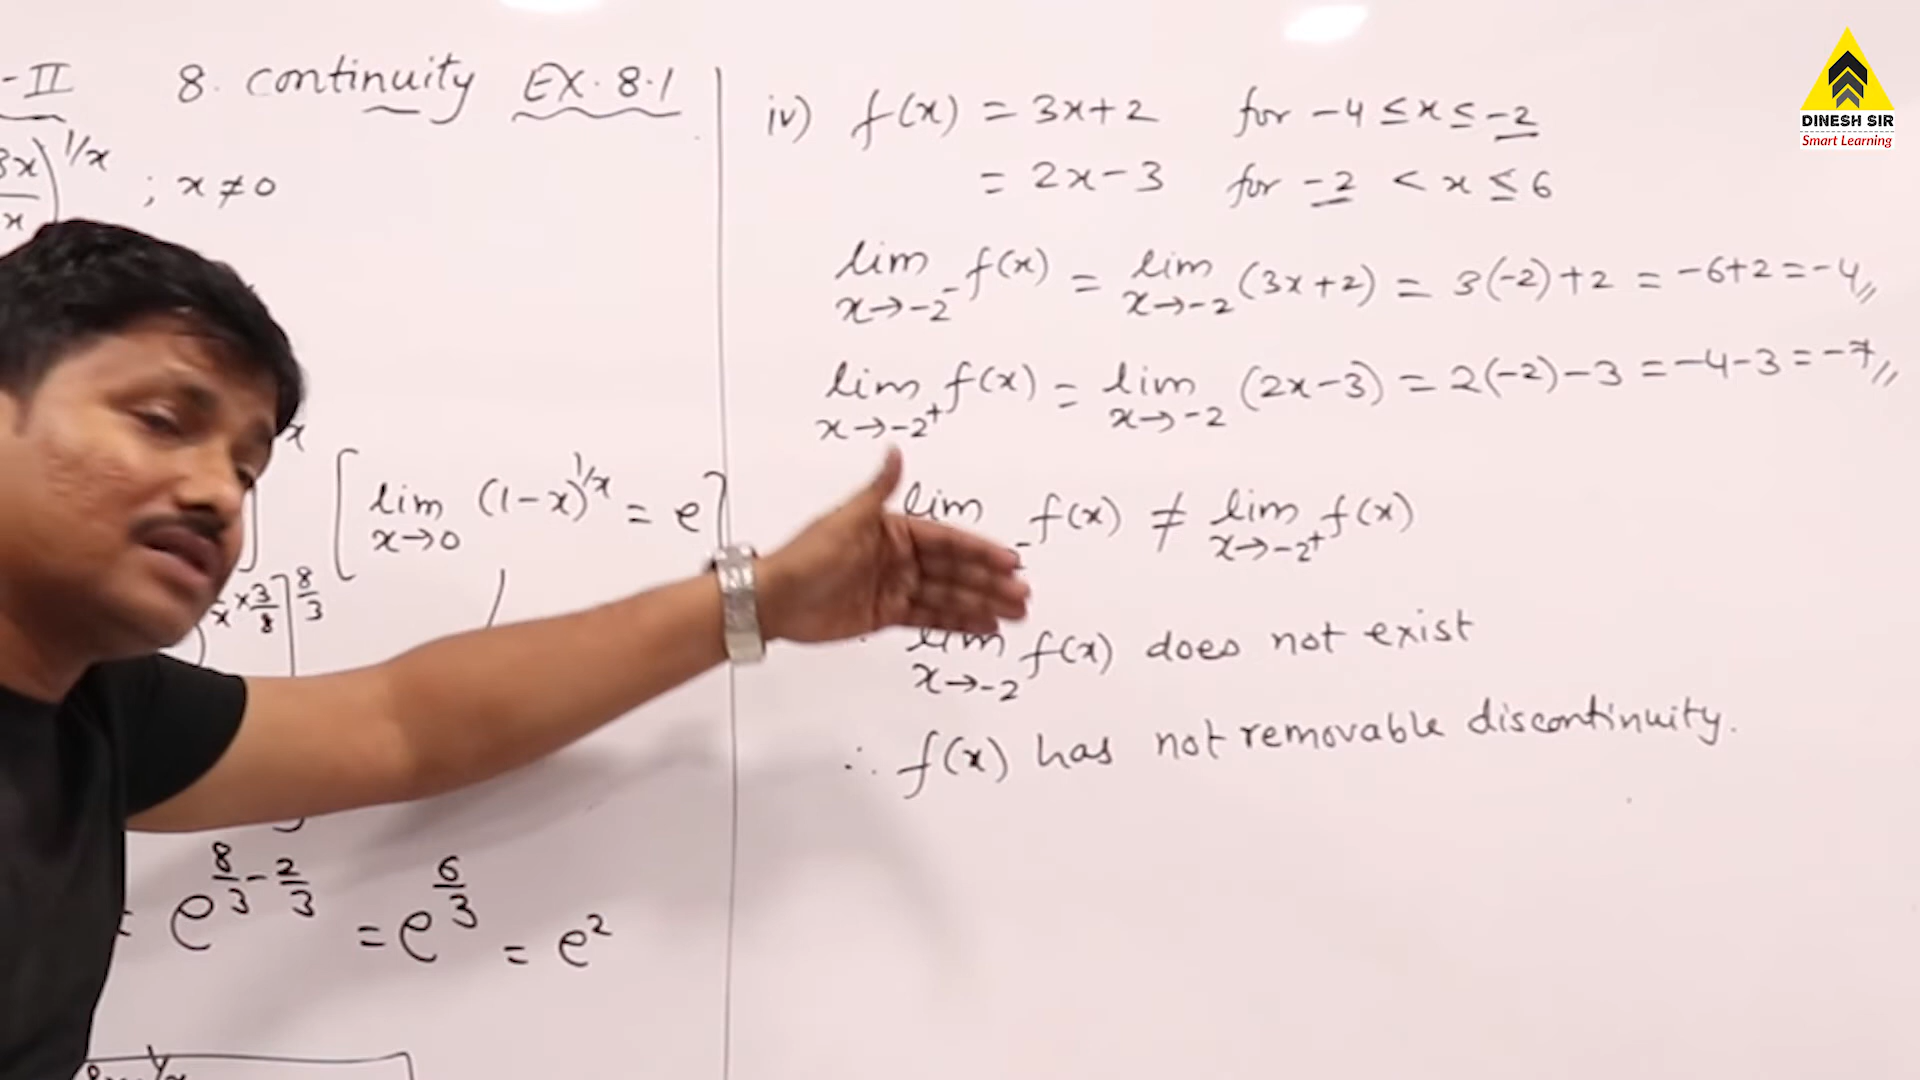 -II 8. continuity EX. 8.1
3x)^1/x
x
; x ≠ 0
[lim (1-x)^1/x = e]
x→0
x × 3/8 ] 8/3
e^8/3 - 2/3 = e^6/3 = e²
iv) f(x) = 3x+2 for -4 ≤ x ≤ -2
= 2x-3 for -2 < x ≤ 6
lim f(x) = lim (3x+2) = 3(-2)+2 = -6+2 = -4
x→-2⁻ x→-2
lim f(x) = lim (2x-3) = 2(-2)-3 = -4-3 = -7
x→-2⁺ x→-2
lim f(x) ≠ lim f(x)
x→-2⁺
lim f(x) does not exist
x→-2
∴ f(x) has not removable discontinuity.
DINESH SIR
Smart Learning